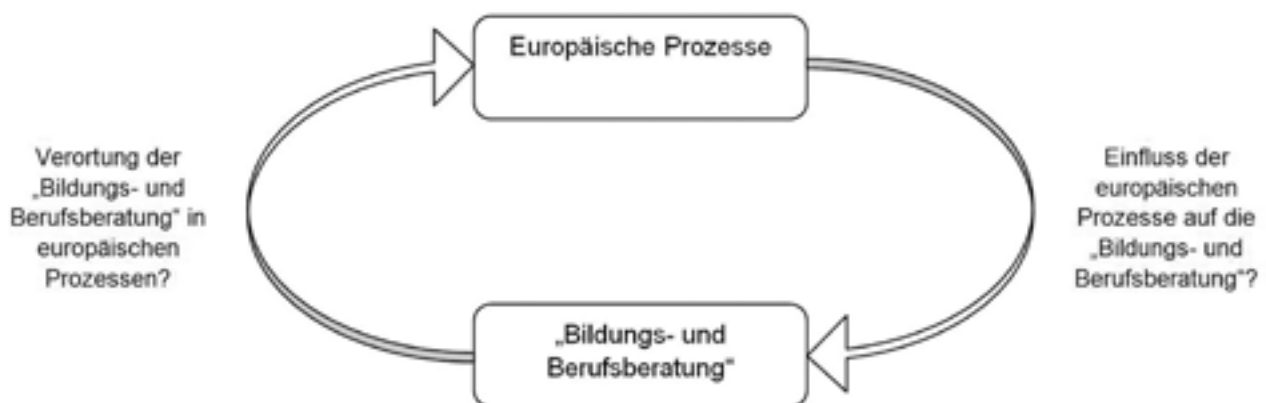 Europäische Prozesse
Verortung der
„Bildungs- und
Berufsberatung“ in
europäischen
Prozessen?
Einfluss der
europäischen
Prozesse auf die
„Bildungs- und
Berufsberatung“?
„Bildungs- und
Berufsberatung“